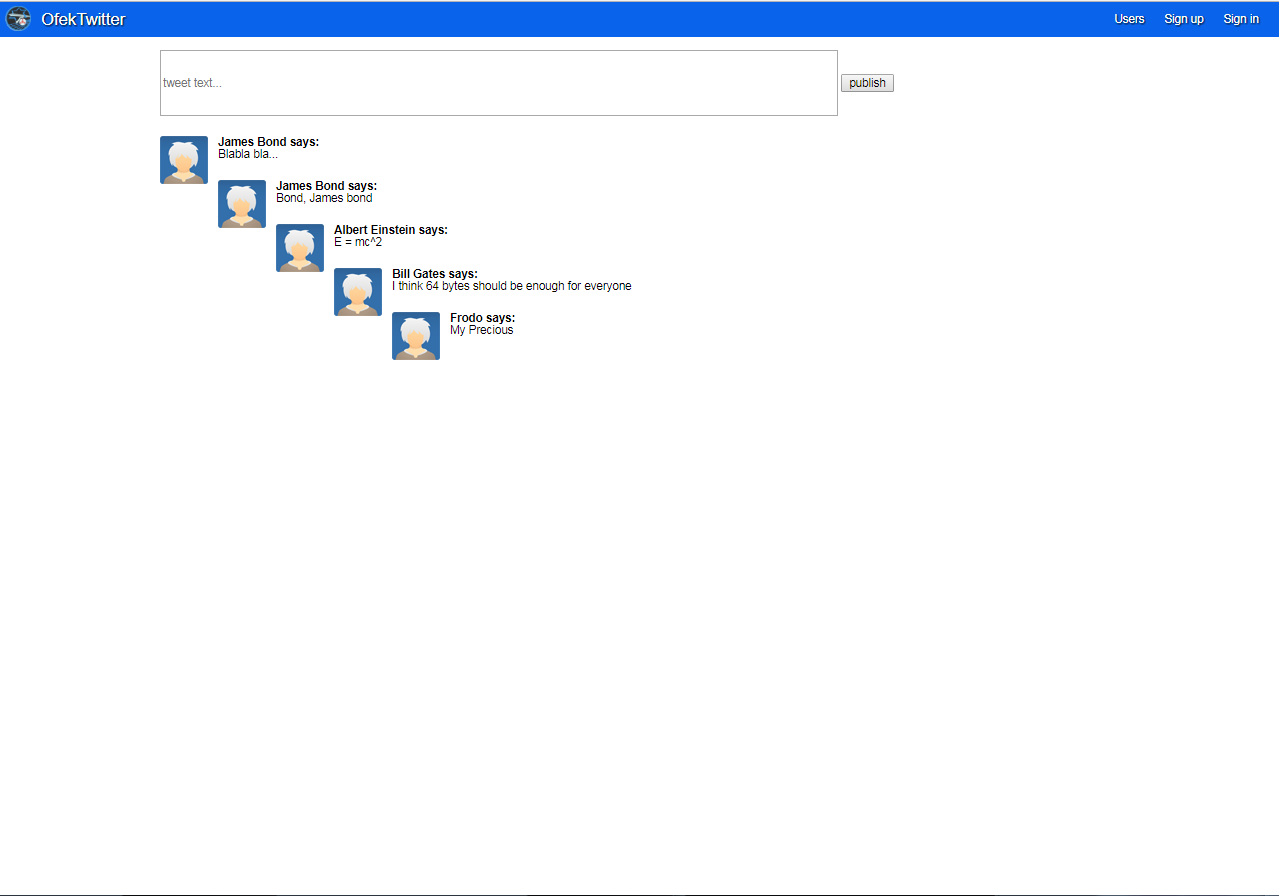 OfekTwitter
Users Sign up Sign in
tweet text...
publish
James Bond says:
Blabla bla...
James Bond says:
Bond, James bond
Albert Einstein says:
E = mc^2
Bill Gates says:
I think 64 bytes should be enough for everyone
Frodo says:
My Precious